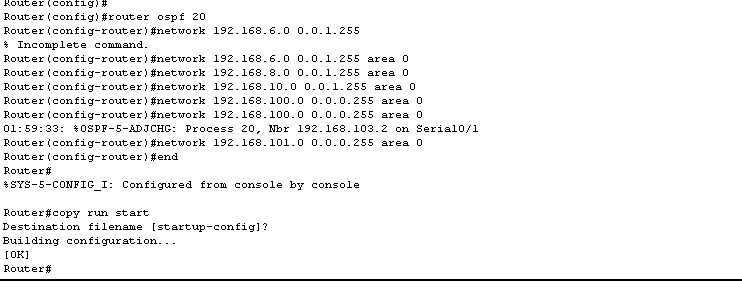 Router(config)#
Router(config)#router ospf 20
Router(config-router)#network 192.168.6.0 0.0.1.255
% Incomplete command.
Router(config-router)#network 192.168.6.0 0.0.1.255 area 0
Router(config-router)#network 192.168.8.0 0.0.1.255 area 0
Router(config-router)#network 192.168.10.0 0.0.1.255 area 0
Router(config-router)#network 192.168.100.0 0.0.0.255 area 0
Router(config-router)#network 192.168.100.0 0.0.0.255 area 0
01:59:33: %OSPF-5-ADJCHG: Process 20, Nbr 192.168.103.2 on Serial0/1
Router(config-router)#network 192.168.101.0 0.0.0.255 area 0
Router(config-router)#end
Router#
%SYS-5-CONFIG_I: Configured from console by console
Router#copy run start
Destination filename [startup-config]?
Building configuration...
[OK]
Router#